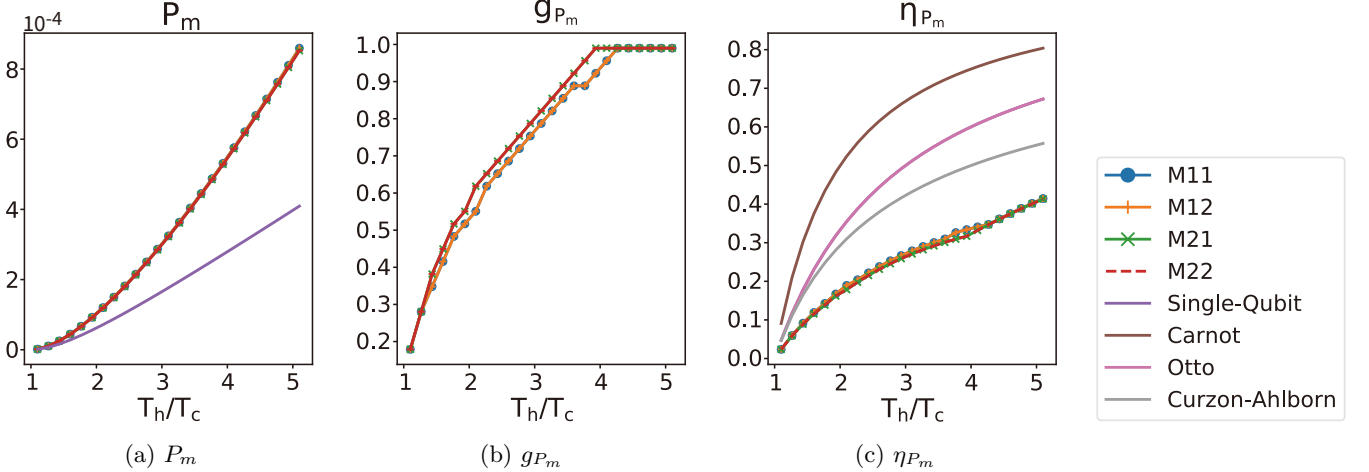 P_m
10^-4
8
6
4
2
0
1 2 3 4 5
T_h/T_c
(a) P_m
g_{P_m}
1.0
0.9
0.8
0.7
0.6
0.5
0.4
0.3
0.2
1 2 3 4 5
T_h/T_c
(b) g_{P_m}
η_{P_m}
0.8
0.7
0.6
0.5
0.4
0.3
0.2
0.1
0.0
1 2 3 4 5
T_h/T_c
(c) η_{P_m}
M11
M12
M21
M22
Single-Qubit
Carnot
Otto
Curzon-Ahlborn